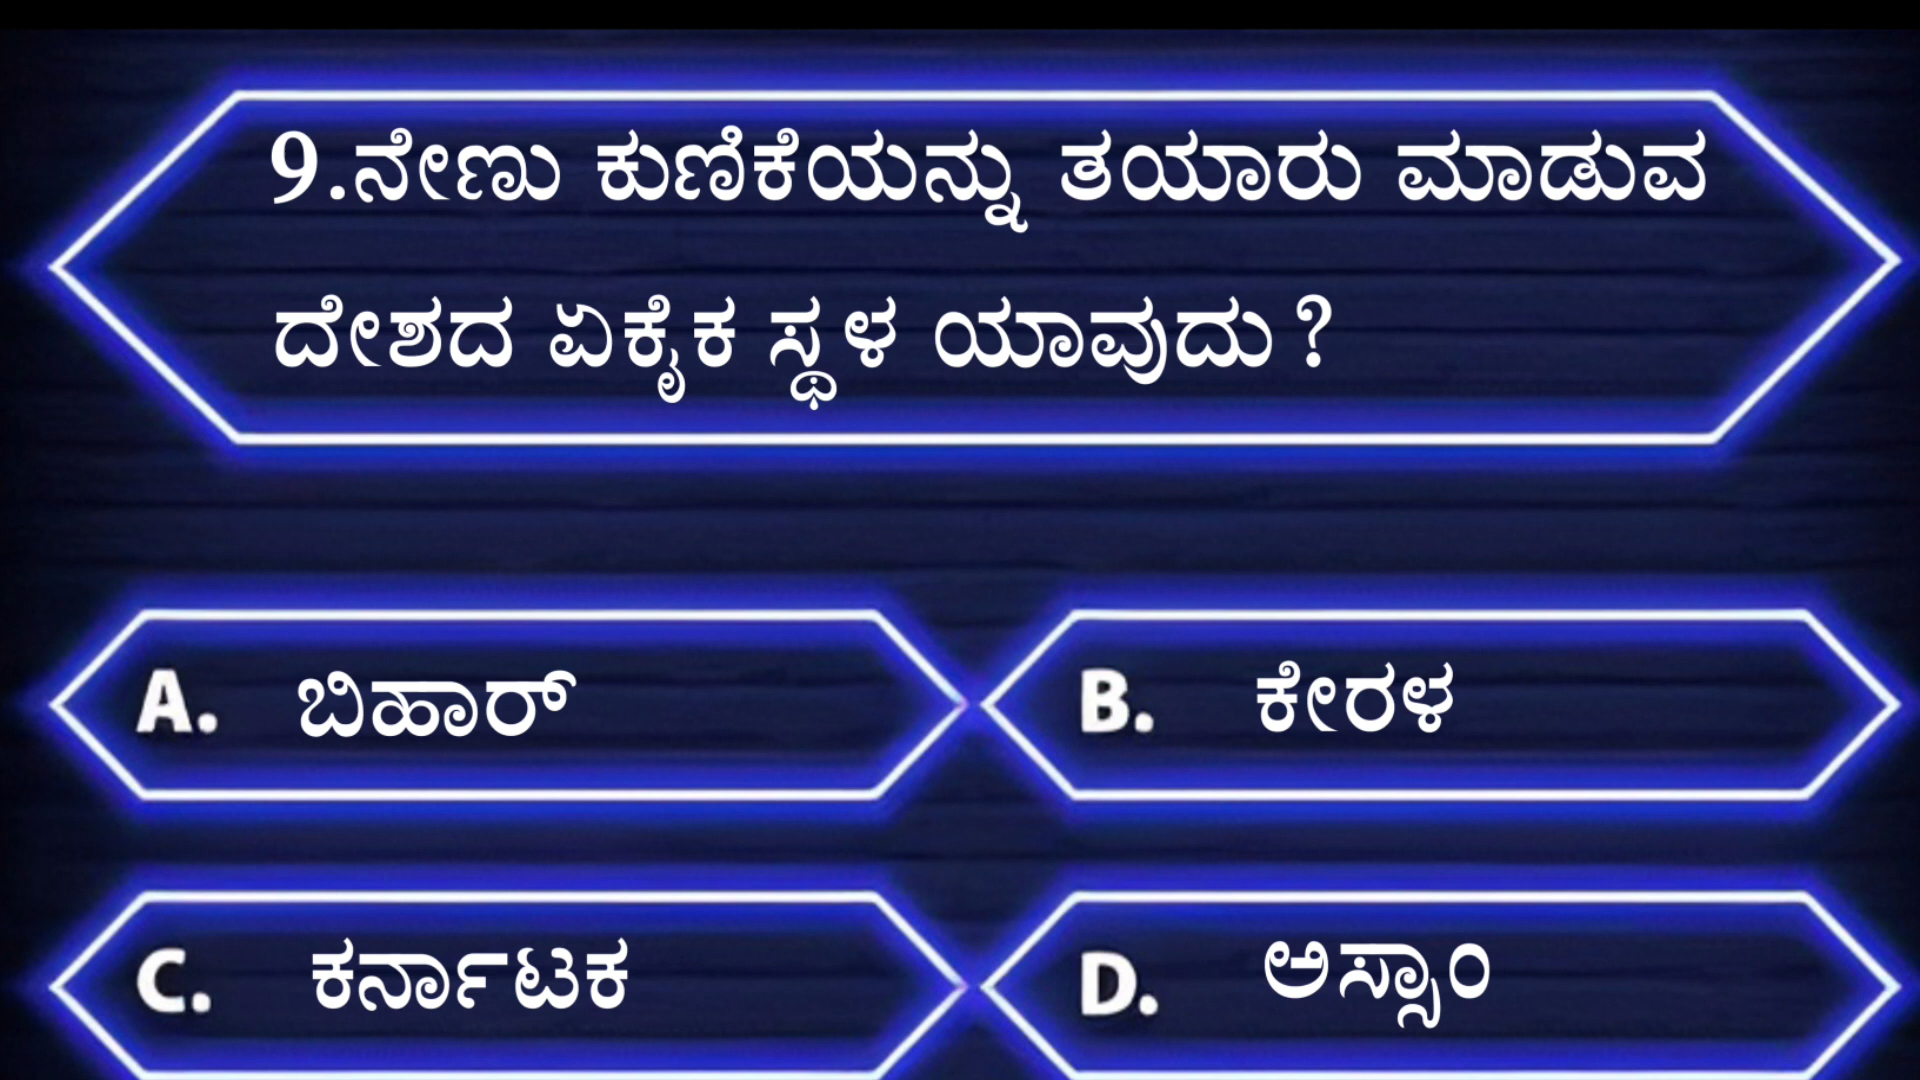 9.ನೇಣು ಕುಣಿಕೆಯನ್ನು ತಯಾರು ಮಾಡುವ
ದೇಶದ ಏಕೈಕ ಸ್ಥಳ ಯಾವುದು?
A. ಬಿಹಾರ್
B. ಕೇರಳ
C. ಕರ್ನಾಟಕ
D. ಅಸ್ಸಾಂ